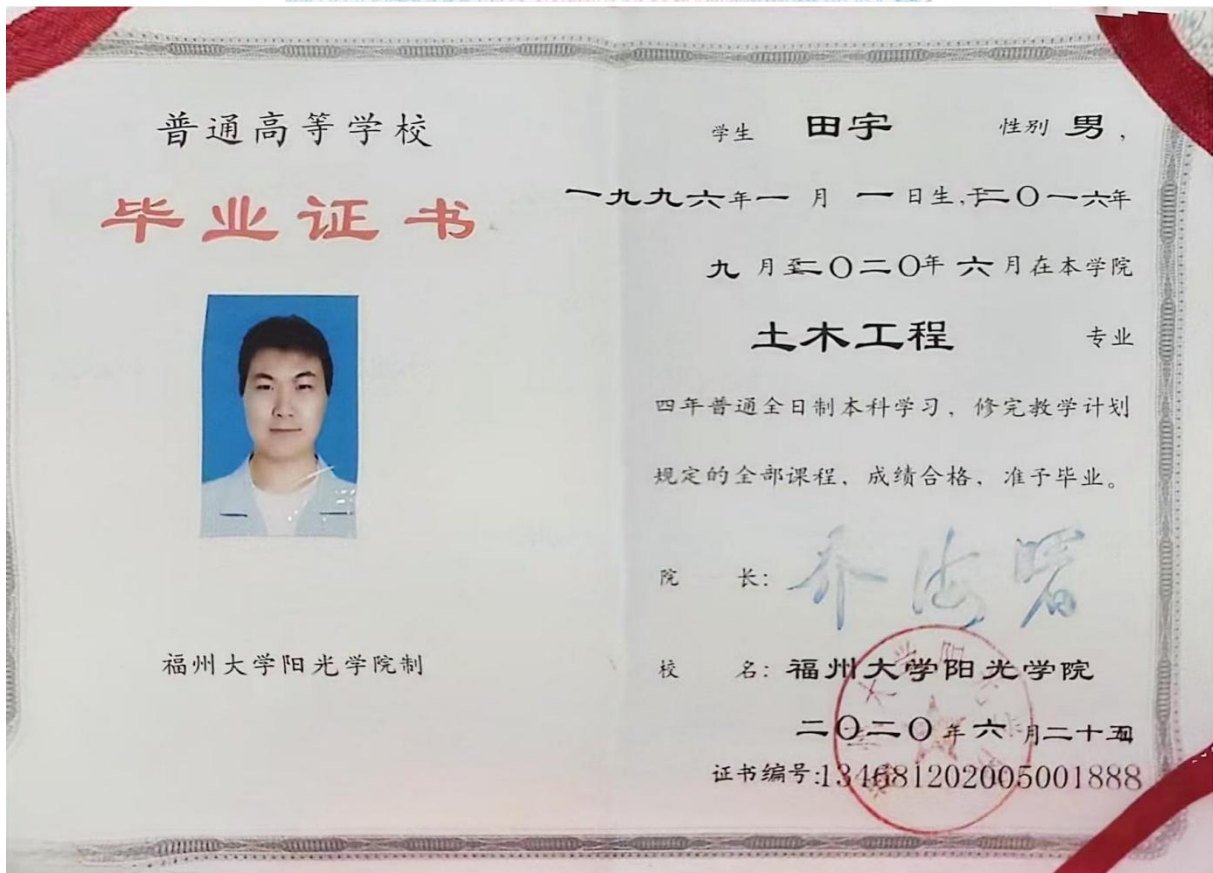 普通高等学校
毕业证书
福州大学阳光学院制
学生 田宇 性别 男，
一九九六年一月一日生，于二〇一六年
九月至二〇二〇年六月在本学院
土木工程 专业
四年普通全日制本科学习，修完教学计划
规定的全部课程，成绩合格，准予毕业。
院 长：
校 名：福州大学阳光学院
二〇二〇年六月二十五日
证书编号:134681202005001888